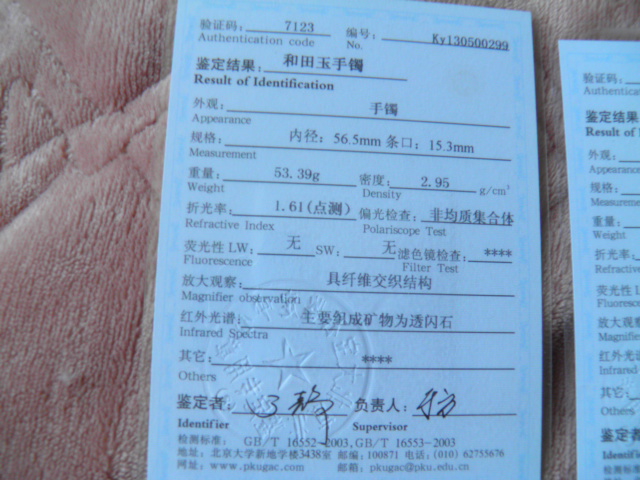 验证码: 7123 编号: Ky130500299
Authentication code No.
鉴定结果: 和田玉手镯
Result of Identification
外观: 手镯
Appearance
规格: 内径: 56.5mm 条口: 15.3mm
Measurement
重量: 53.39g 密度: 2.95 g/cm³
Weight Density
折光率: 1.61(点测) 偏光检查: 非均质集合体
Refractive Index Polariscope Test
荧光性 LW: 无 SW: 无 滤色镜检查: ****
Fluorescence Filter Test
放大观察: 具纤维交织结构
Magnifier observation
红外光谱: 主要组成矿物为透闪石
Infrared Spectra
其它: ****
Others
鉴定者: 负责人:
Identifier Supervisor
检测标准: GB/T 16552-2003,GB/T 16553-2003
地址: 北京大学新地学楼3438室 邮编: 100871 电话: (010) 62755676
网址: www.pkugac.com 邮箱: pkugac@pku.edu.cn
验证码:
Authentica
鉴定结果
Result of
外观:
Appearance
规格:
Measureme
重量:
Weight
折光率:
Refractive
荧光性
Fluoresc
放大观
Magnifie
红外光
Infrared
其它:
Others
鉴定者
Identifi